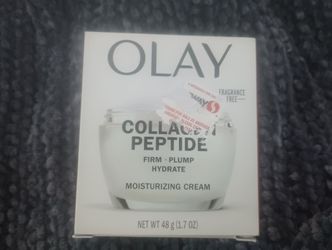 OLAY
FRAGRANCE
FREE
COLLAGEN
PEPTIDE
FIRM · PLUMP
HYDRATE
MOISTURIZING CREAM
NET WT 48 g (1.7 OZ)